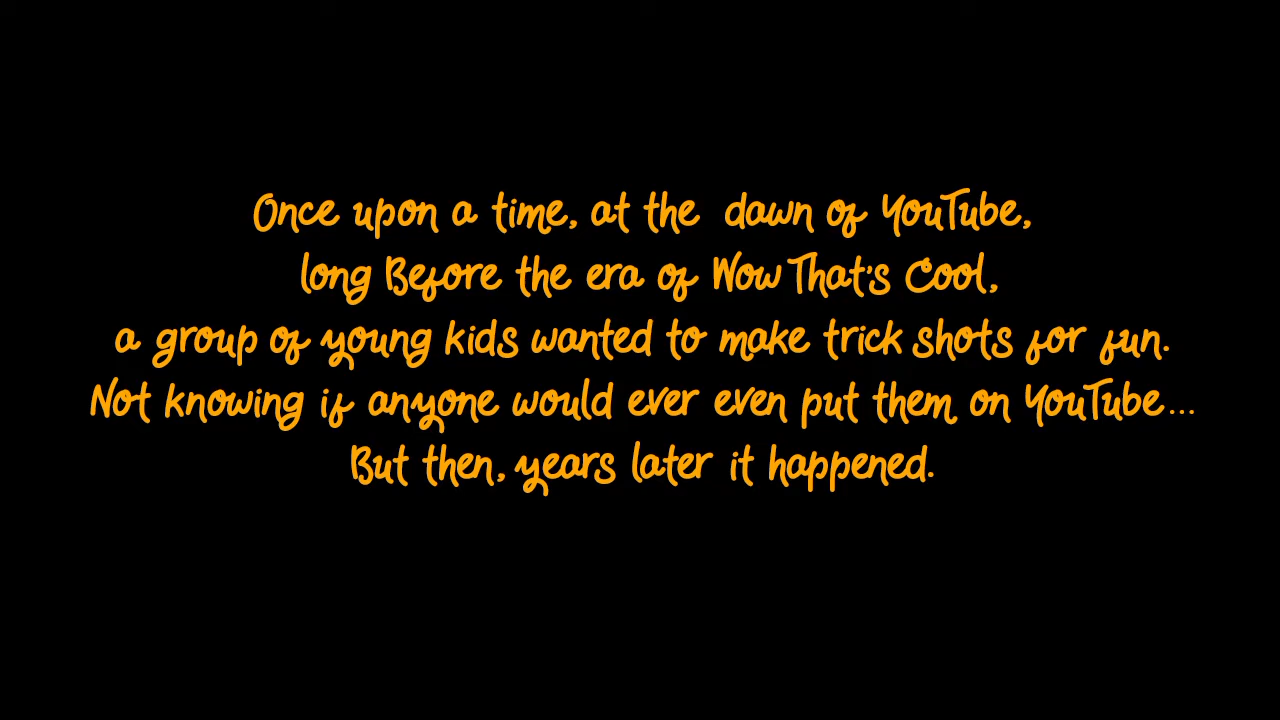 Once upon a time, at the dawn of YouTube,
long Before the era of Wow That's Cool,
a group of young kids wanted to make trick shots for fun.
Not knowing if anyone would ever even put them on YouTube...
But then, years later it happened.